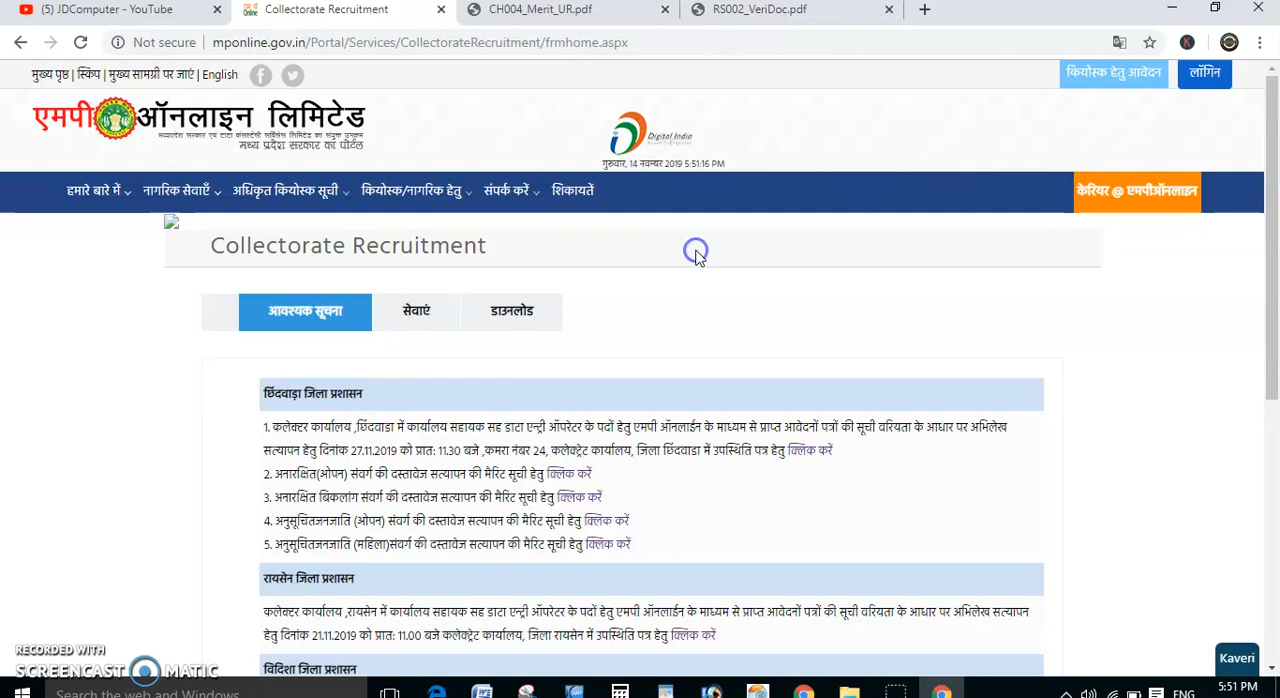 (5) JDComputer - YouTube
Collectorate Recruitment
CH004_Merit_UR.pdf
RS002_VeriDoc.pdf
Not secure mponline.gov.in/Portal/Services/CollectorateRecruitment/frmhome.aspx
मुख्य पृष्ठ | स्किप | मुख्य सामग्री पर जाएं | English
कियोस्क हेतु आवेदन
लॉगिन
एमपी ऑनलाइन लिमिटेड
मध्यप्रदेश सरकार एवं टाटा कंसल्टेंसी सर्विसेस लिमिटेड का संयुक्त उपक्रम
मध्य प्रदेश सरकार का पोर्टल
Digital India
गुरुवार, 14 नवम्बर 2019 5:51:16 PM
हमारे बारे में नागरिक सेवाएँ अधिकृत कियोस्क सूची कियोस्क/नागरिक हेतु संपर्क करें शिकायतें
केरियर @ एमपीऑनलाइन
Collectorate Recruitment
आवश्यक सूचना सेवाएं डाउनलोड
छिंदवाड़ा जिला प्रशासन
1. कलेक्टर कार्यालय ,छिंदवाडा में कार्यालय सहायक सह डाटा एन्ट्री ऑपरेटर के पदों हेतु एमपी ऑनलाईन के माध्यम से प्राप्त आवेदनों पत्रों की सूची वरियता के आधार पर अभिलेख
सत्यापन हेतु दिनांक 27.11.2019 को प्रात: 11.30 बजे ,कमरा नंबर 24, कलेक्ट्रेट कार्यालय, जिला छिंदवाडा में उपस्थिति पत्र हेतु क्लिक करें
2. अनारक्षित(ओपन) संवर्ग की दस्तावेज सत्यापन की मैरिट सूची हेतु क्लिक करें
3. अनारक्षित बिकलांग संवर्ग की दस्तावेज सत्यापन की मैरिट सूची हेतु क्लिक करें
4. अनुसूचितजनजाति (ओपन) संवर्ग की दस्तावेज सत्यापन की मैरिट सूची हेतु क्लिक करें
5. अनुसूचितजनजाति (महिला)संवर्ग की दस्तावेज सत्यापन की मैरिट सूची हेतु क्लिक करें
रायसेन जिला प्रशासन
कलेक्टर कार्यालय ,रायसेन में कार्यालय सहायक सह डाटा एन्ट्री ऑपरेटर के पदों हेतु एमपी ऑनलाईन के माध्यम से प्राप्त आवेदनों पत्रों की सूची वरियता के आधार पर अभिलेख सत्यापन
हेतु दिनांक 21.11.2019 को प्रात: 11.00 बजे कलेक्ट्रेट कार्यालय, जिला रायसेन में उपस्थिति पत्र हेतु क्लिक करें
विदिशा जिला प्रशासन
Kaveri
RECORDED WITH
SCREENCAST MATIC
Search the web and Windows
ENG
5:51 PM